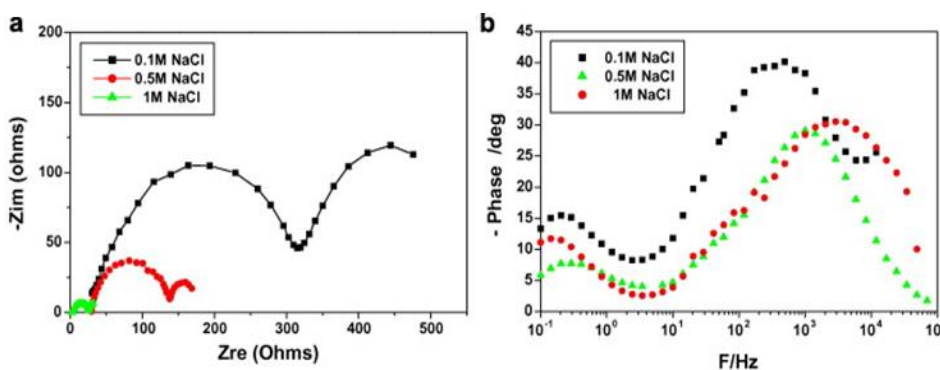 a
200
150
100
50
0
-Zim (ohms)
0.1M NaCl
0.5M NaCl
1M NaCl
0 100 200 300 400 500
Zre (Ohms)
b
45
40
35
30
25
20
15
10
5
0
- Phase /deg
0.1M NaCl
0.5M NaCl
1M NaCl
10⁻¹ 10⁰ 10¹ 10² 10³ 10⁴ 10⁵
F/Hz